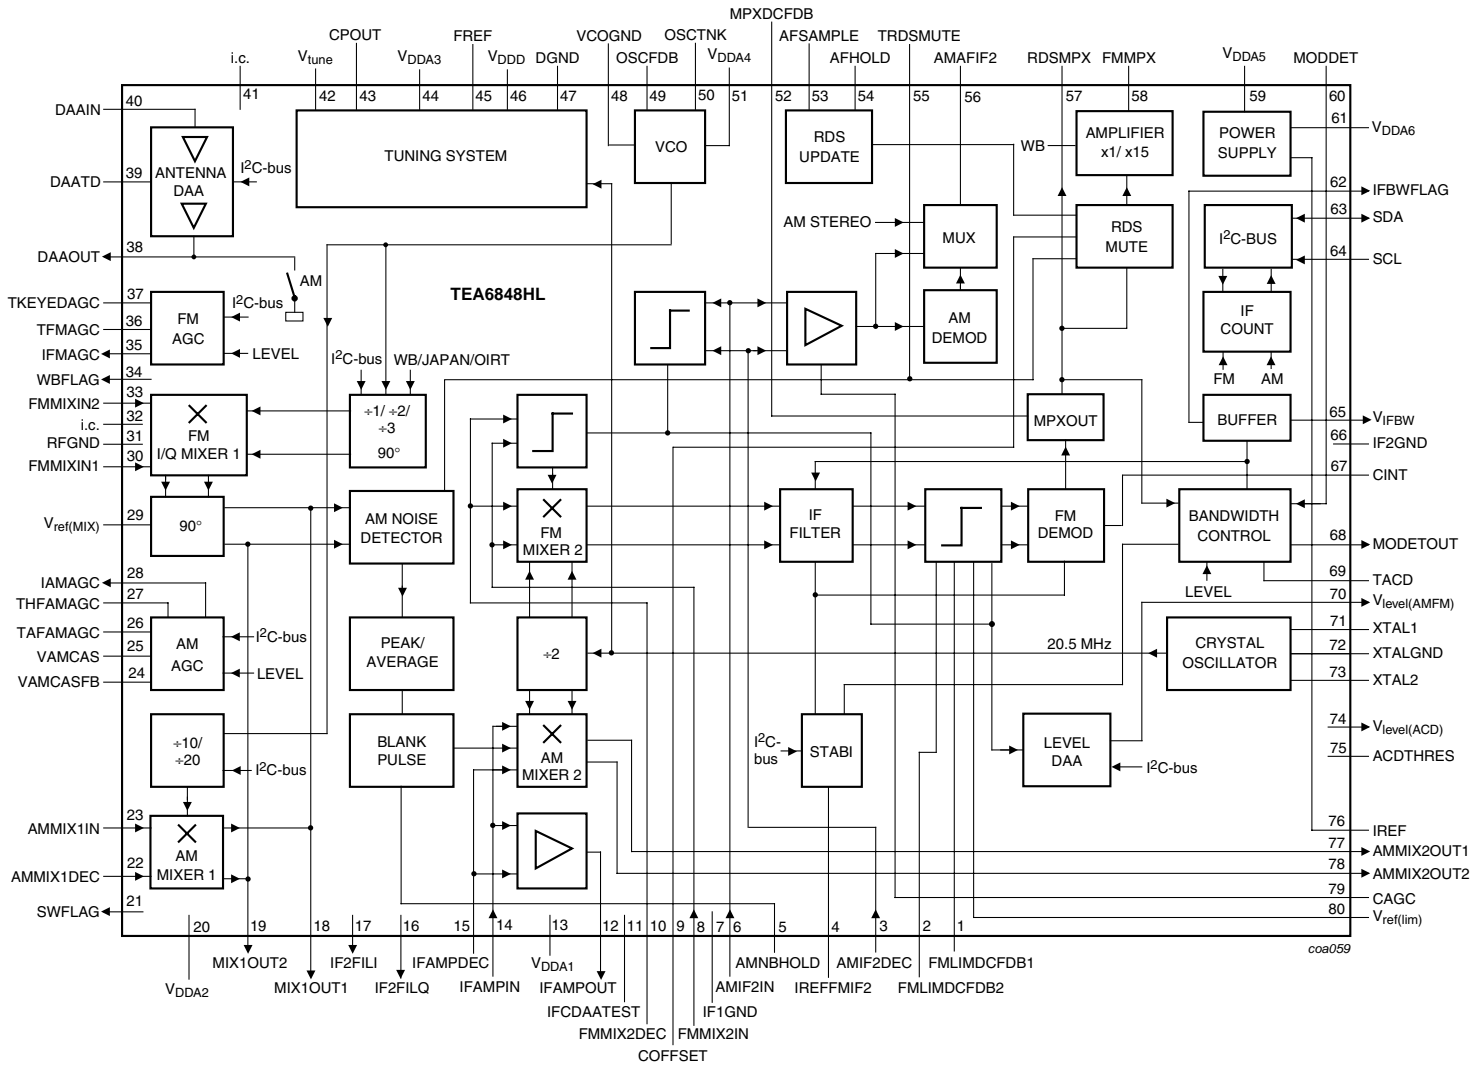 MPXDCFDB
CPOUT FREF VCOGND OSCTNK AFSAMPLE TRDSMUTE
i.c. Vtune VDDA3 VDDD DGND OSCFDB VDDA4 AFHOLD AMAFIF2 RDSMPX FMMPX VDDA5 MODDET
40 41 42 43 44 45 46 47 48 49 50 51 52 53 54 55 56 57 58 59 60
DAAIN
61 VDDA6
TUNING SYSTEM
VCO
RDS
UPDATE
WB
AMPLIFIER
x1/ x15
POWER
SUPPLY
DAATD 39
ANTENNA
DAA
I2C-bus
62 IFBWFLAG
63 SDA
AM STEREO
MUX
RDS
MUTE
I2C-BUS
DAAOUT 38
64 SCL
AM
TEA6848HL
TKEYEDAGC 37
I2C-bus
TFMAGC 36
FM
AGC
IFMAGC 35
LEVEL
AM
DEMOD
IF
COUNT
WBFLAG 34
I2C-bus WB/JAPAN/OIRT
FM AM
FMMIXIN2 33
i.c. 32
RFGND 31
FMMIXIN1 30
FM
I/Q MIXER 1
÷1/ ÷2/
÷3
90°
MPXOUT
BUFFER
65 VIFBW
66 IF2GND
67 CINT
Vref(MIX) 29
90°
AM NOISE
DETECTOR
FM
MIXER 2
IF
FILTER
FM
DEMOD
BANDWIDTH
CONTROL
68 MODETOUT
69 TACD
LEVEL
70 Vlevel(AMFM)
IAMAGC 28
THFAMAGC 27
TAFAMAGC 26
VAMCAS 25
VAMCASFB 24
AM
AGC
I2C-bus
LEVEL
PEAK/
AVERAGE
÷2
20.5 MHz
CRYSTAL
OSCILLATOR
71 XTAL1
72 XTALGND
73 XTAL2
÷10/
÷20
I2C-bus
BLANK
PULSE
AM
MIXER 2
I2C-
bus
STABI
LEVEL
DAA
I2C-bus
74 Vlevel(ACD)
75 ACDTHRES
AMMIX1IN 23
AMMIX1DEC 22
AM
MIXER 1
SWFLAG 21
76 IREF
77 AMMIX2OUT1
78 AMMIX2OUT2
79 CAGC
80 Vref(lim)
20 19 18 17 16 15 14 13 12 11 10 9 8 7 6 5 4 3 2 1
coa059
MIX1OUT2 IF2FILI IFAMPDEC VDDA1 AMNBHOLD AMIF2DEC FMLIMDCFDB1
VDDA2 MIX1OUT1 IF2FILQ IFAMPIN IFAMPOUT AMIF2IN IREFFMIF2 FMLIMDCFDB2
IFCDAATEST IF1GND
FMMIX2DEC FMMIX2IN
COFFSET